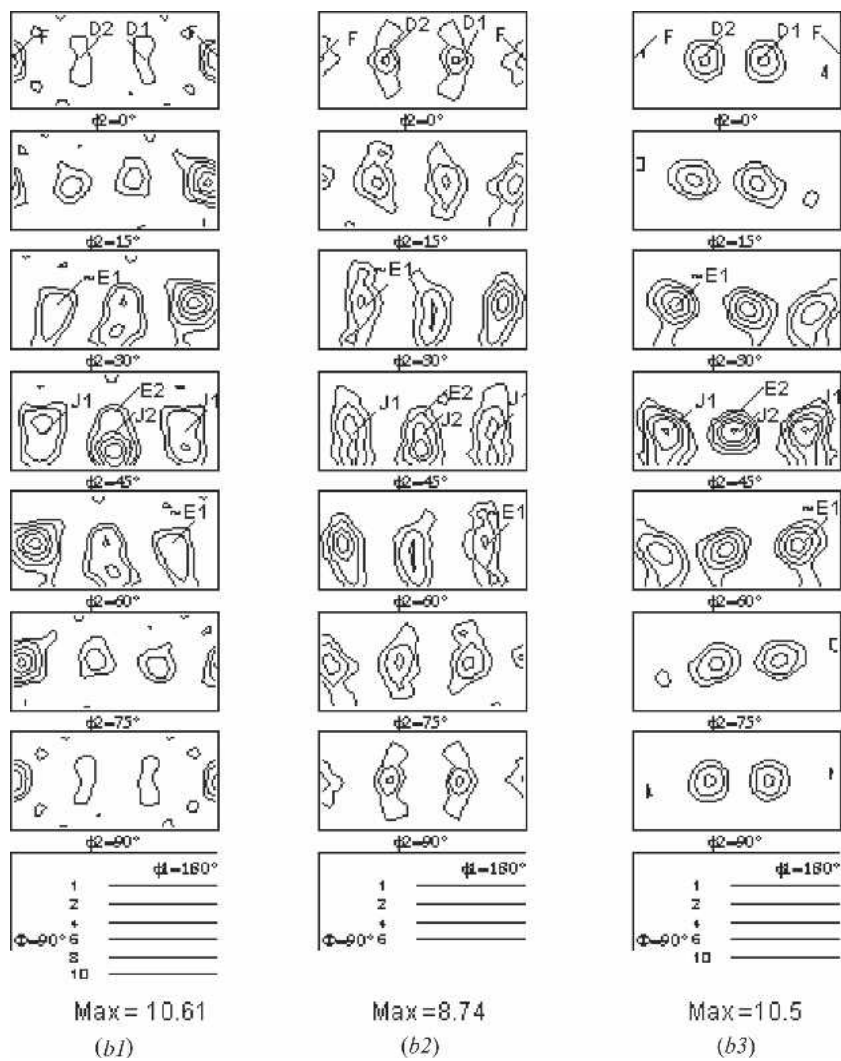 F D2 D1 F
F D2 D1 F
F D2 D1 F
ϕ2=0°
ϕ2=0°
ϕ2=0°
ϕ2=15°
ϕ2=15°
ϕ2=15°
~E1
~E1
~E1
ϕ2=30°
ϕ2=30°
ϕ2=30°
J1 E2 J2 J1
J1 E2 J2 J1
J1 E2 J2 J1
ϕ2=45°
ϕ2=45°
ϕ2=45°
~E1
~E1
~E1
ϕ2=60°
ϕ2=60°
ϕ2=60°
ϕ2=75°
ϕ2=75°
ϕ2=75°
ϕ2=90°
ϕ2=90°
ϕ2=90°
ϕ1=180°
1
2
4
Φ=90° 6
8
10
ϕ1=180°
1
2
4
Φ=90° 6
ϕ1=180°
1
2
4
Φ=90° 6
10
Max = 10.61
Max=8.74
Max=10.5
(b1)
(b2)
(b3)